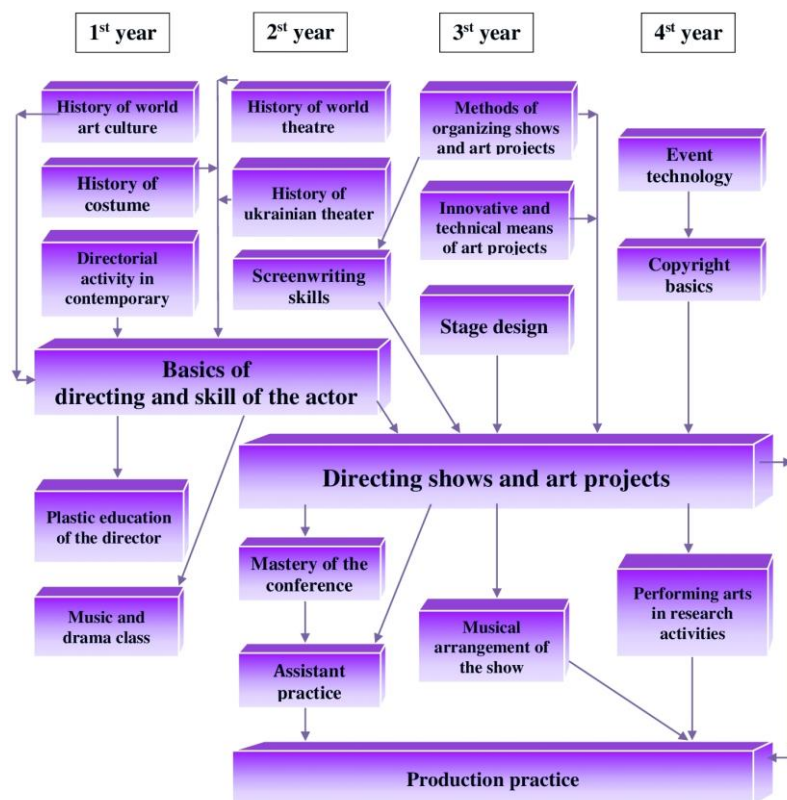 1st year
2nd year
3rd year
4th year
History of world
art culture
History of world
theatre
Methods of
organizing shows
and art projects
Event
technology
History of
costume
History of
ukrainian theater
Innovative and
technical means
of art projects
Directorial
activity in
contemporary
Screenwriting
skills
Copyright
basics
Stage design
Basics of
directing and skill of the actor
Directing shows and art projects
Plastic education
of the director
Mastery of the
conference
Performing arts
in research
activities
Music and
drama class
Musical
arrangement of
the show
Assistant
practice
Production practice